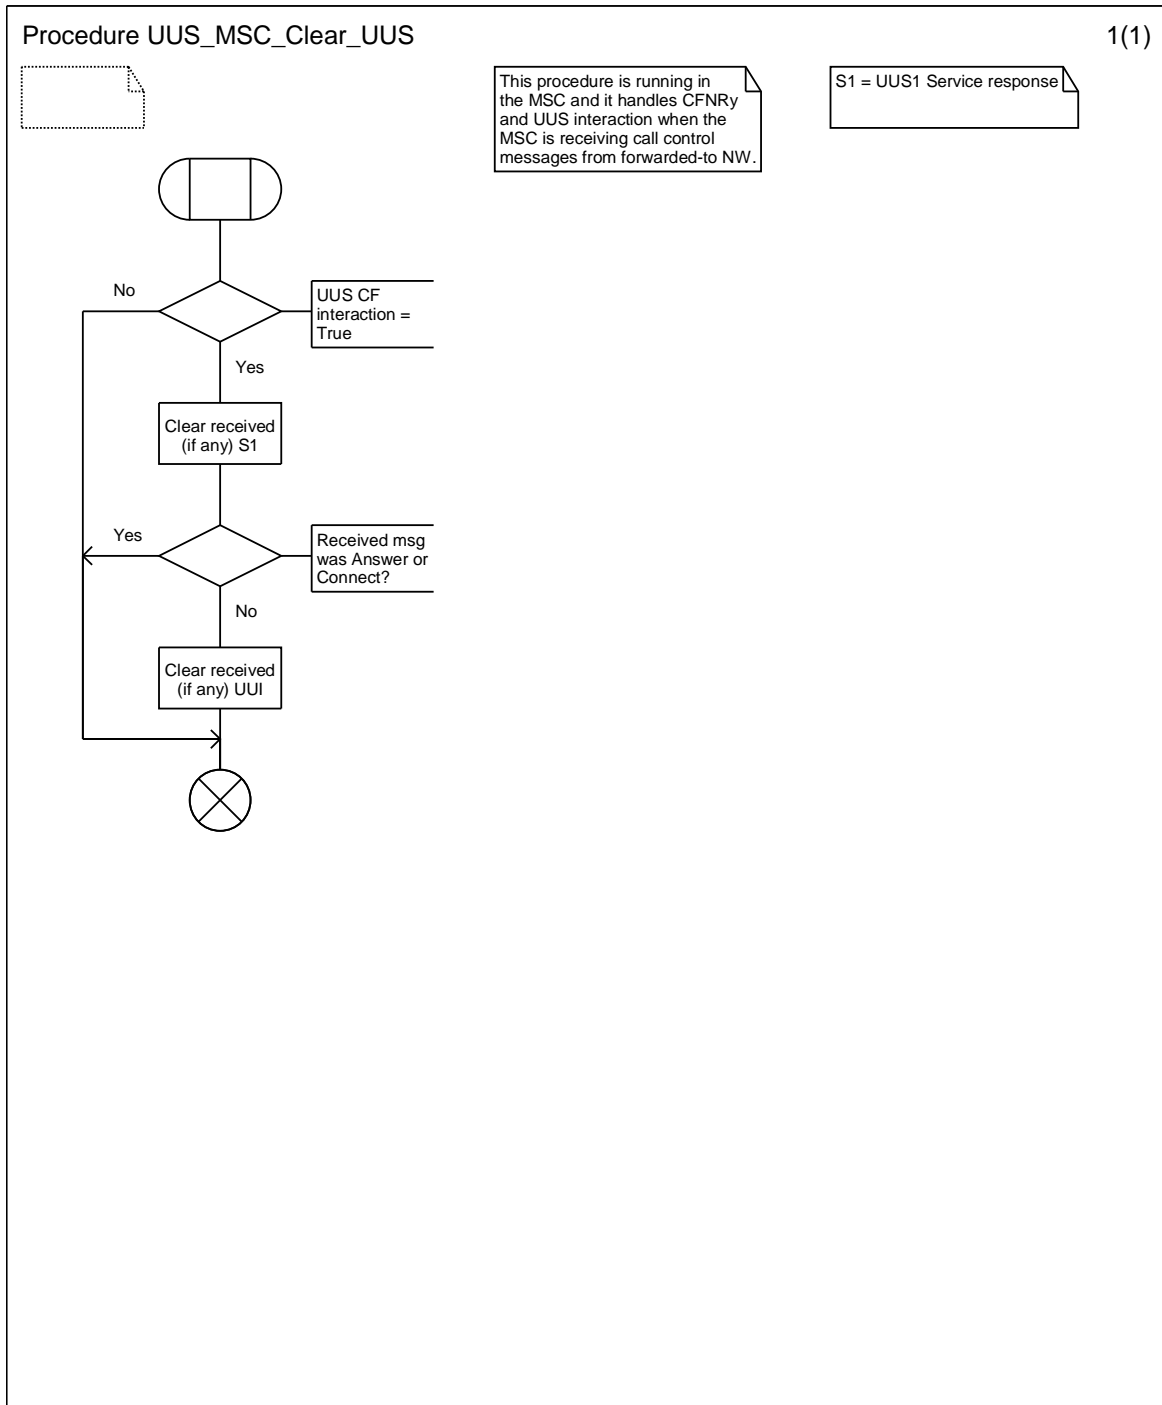 Procedure UUS_MSC_Clear_UUS
1(1)
This procedure is running in
the MSC and it handles CFNRy
and UUS interaction when the
MSC is receiving call control
messages from forwarded-to NW.
S1 = UUS1 Service response
No
UUS CF
interaction =
True
Yes
Clear received
(if any) S1
Yes
Received msg
was Answer or
Connect?
No
Clear received
(if any) UUI